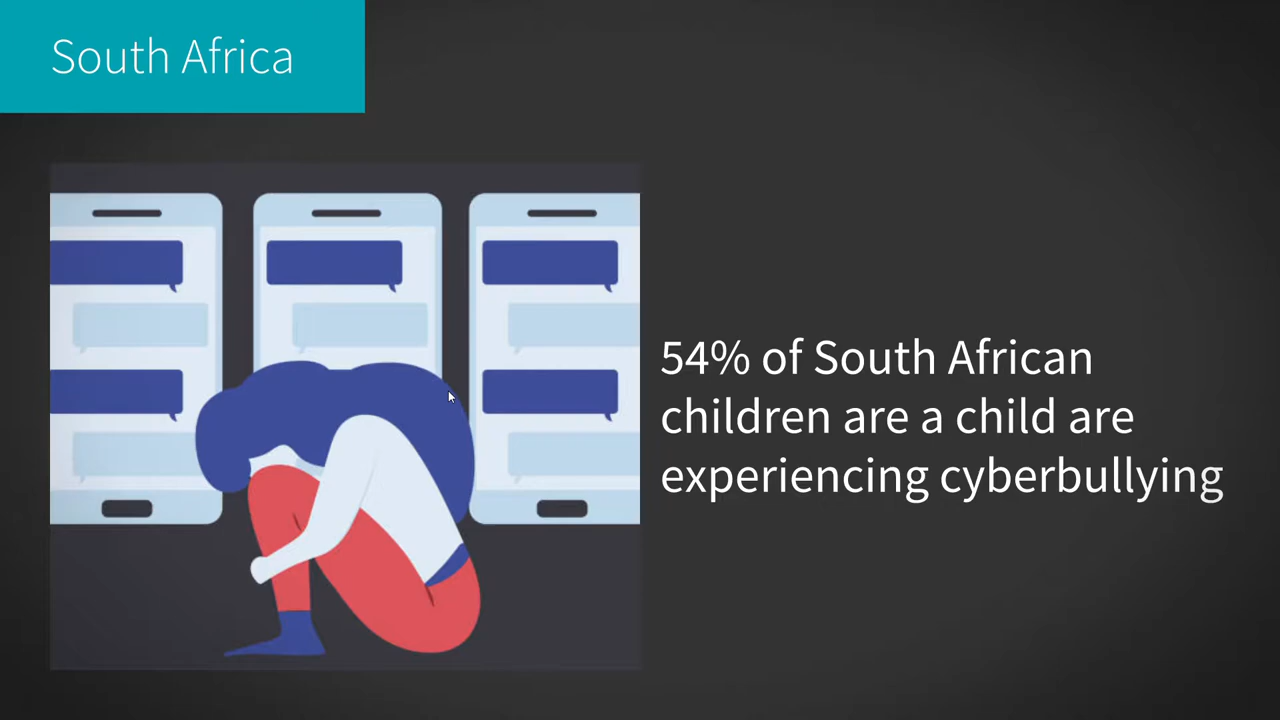 South Africa
54% of South African
children are a child are
experiencing cyberbullying